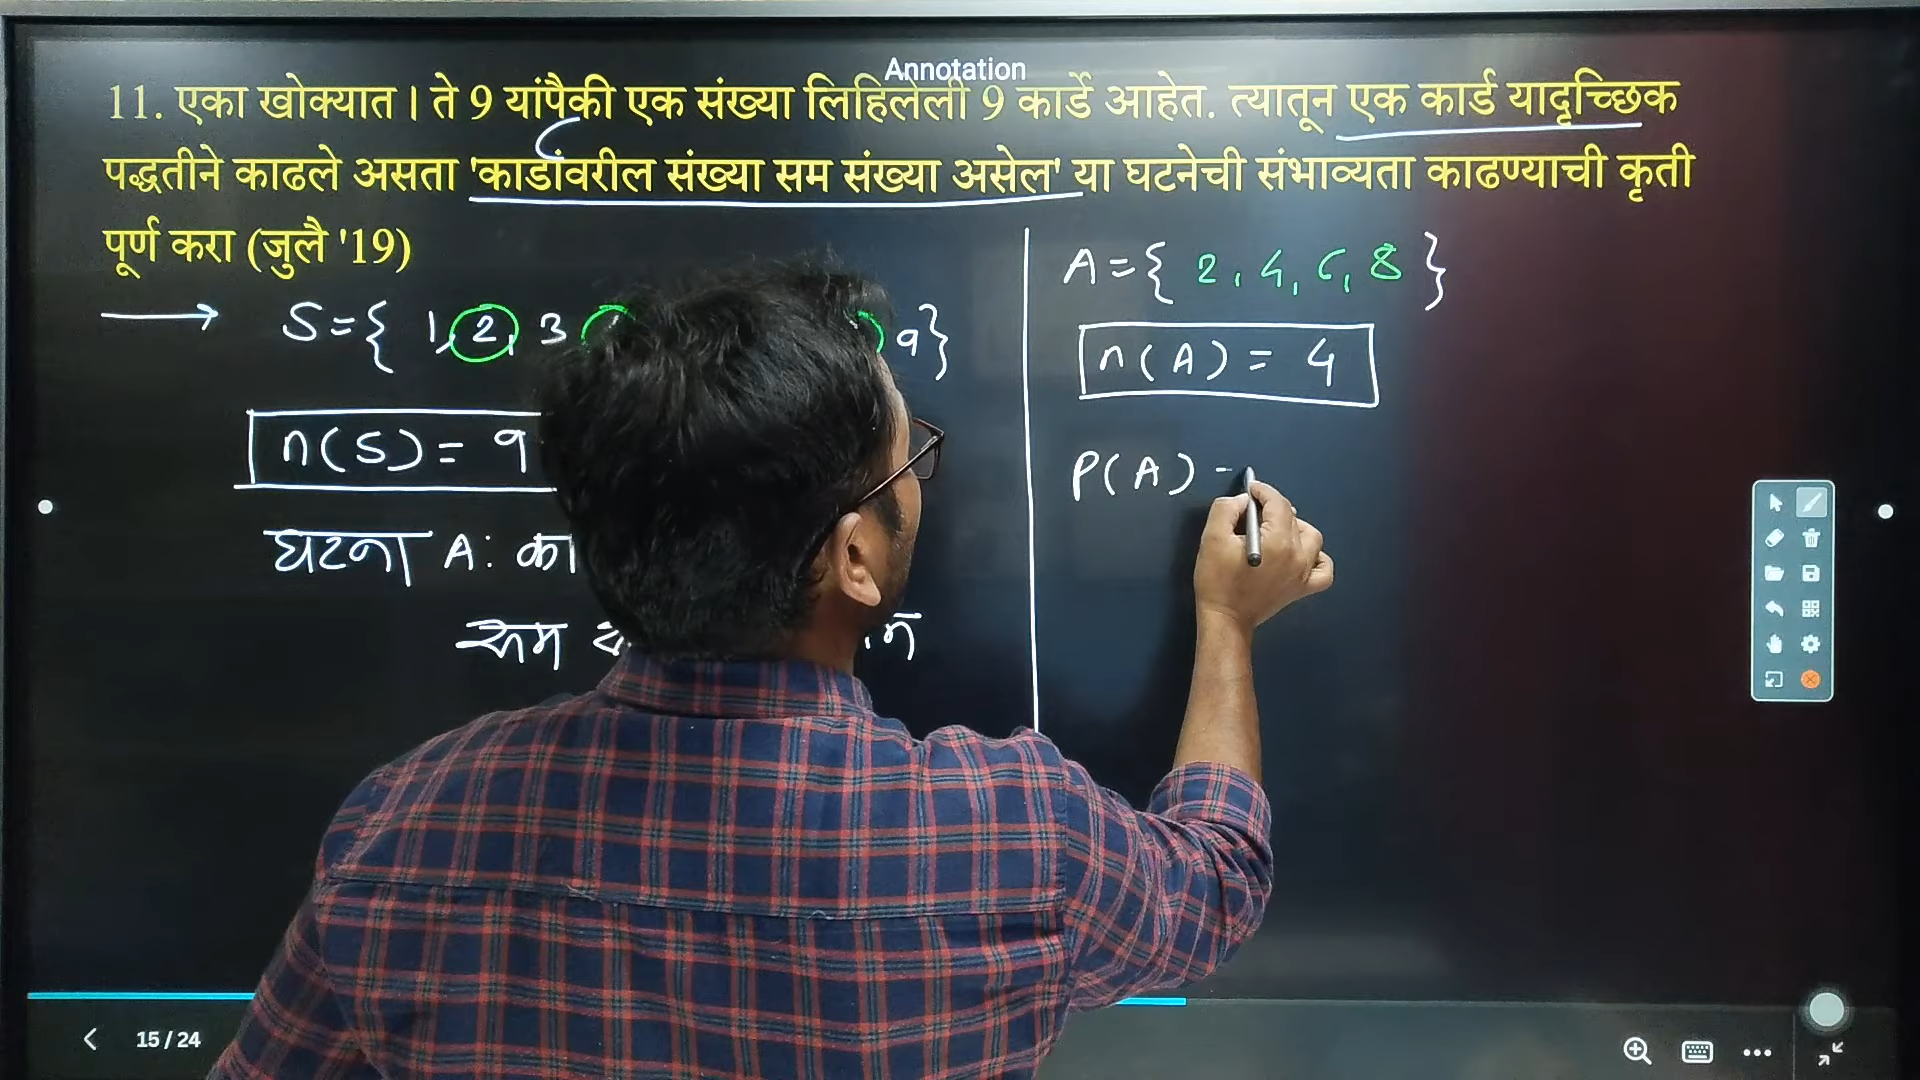 Annotation
11. एका खोक्यात । ते 9 यांपैकी एक संख्या लिहिलेली 9 कार्डे आहेत. त्यातून एक कार्ड यादृच्छिक
पद्धतीने काढले असता 'कार्डांवरील संख्या सम संख्या असेल' या घटनेची संभाव्यता काढण्याची कृती
पूर्ण करा (जुलै '19)
S={ 1, 2, 3 9}
n(S) = 9
घटना A: का
सम
A={ 2, 4, 6, 8 }
n(A) = 4
P(A) -
15 / 24